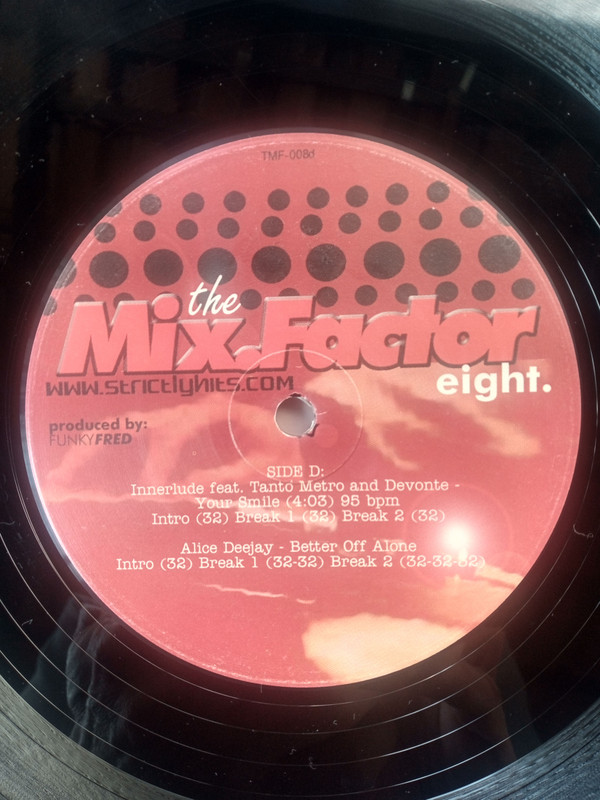 TMF-008d
the
Mix.Factor
www.strictlyhits.com
eight.
produced by:
FUNKYFRED
SIDE D:
Innerlude feat. Tanto Metro and Devonte -
Your Smile (4:03) 95 bpm
Intro (32) Break 1 (32) Break 2 (32)
Alice Deejay - Better Off Alone
Intro (32) Break 1 (32-32) Break 2 (32-32-32)